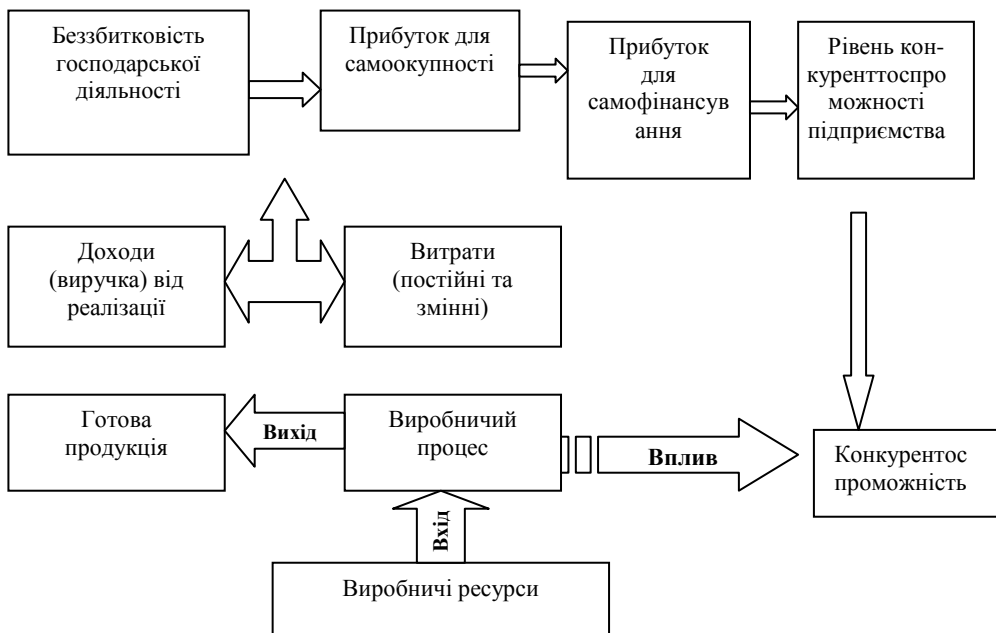 Беззбитковість
господарської
діяльності
Прибуток для
самоокупності
Прибуток
для
самофінансув
ання
Рівень кон-
куренттоспро
можності
підприємства
Доходи
(виручка) від
реалізації
Витрати
(постійні та
змінні)
Готова
продукція
Вихід
Виробничий
процес
Вплив
Конкурентос
проможність
Вхід
Виробничі ресурси